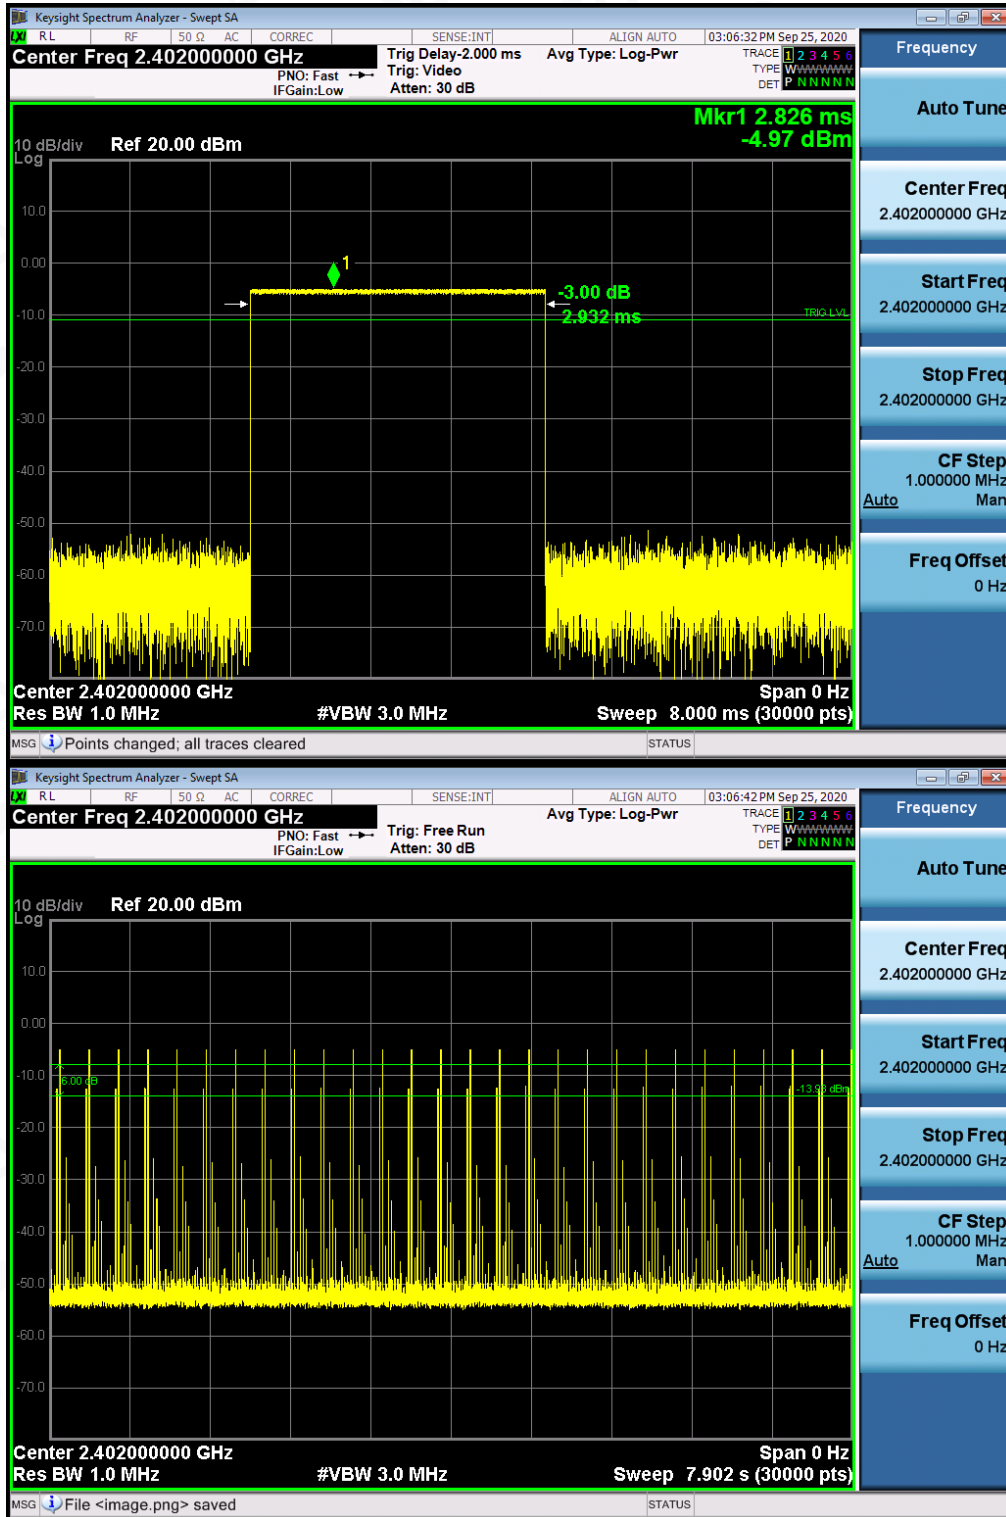 Keysight Spectrum Analyzer - Swept SA
LXI RL RF 50 Ω AC CORREC SENSE:INT ALIGN AUTO 03:06:32 PM Sep 25, 2020
Center Freq 2.402000000 GHz
PNO: Fast
IFGain:Low
Trig Delay-2.000 ms
Trig: Video
Atten: 30 dB
Avg Type: Log-Pwr
TRACE 1 2 3 4 5 6
TYPE WWWWWW
DET P N N N N N
Mkr1 2.826 ms
-4.97 dBm
10 dB/div Ref 20.00 dBm
Log
10.0
0.00
-10.0
-20.0
-30.0
-40.0
-50.0
-60.0
-70.0
1
-3.00 dB
2.932 ms
TRIG LVL
Center 2.402000000 GHz Span 0 Hz
Res BW 1.0 MHz #VBW 3.0 MHz Sweep 8.000 ms (30000 pts)
MSG Points changed; all traces cleared STATUS
Frequency
Auto Tune
Center Freq
2.402000000 GHz
Start Freq
2.402000000 GHz
Stop Freq
2.402000000 GHz
CF Step
1.000000 MHz
Auto Man
Freq Offset
0 Hz
Keysight Spectrum Analyzer - Swept SA
LXI RL RF 50 Ω AC CORREC SENSE:INT ALIGN AUTO 03:06:42 PM Sep 25, 2020
Center Freq 2.402000000 GHz
PNO: Fast
IFGain:Low
Trig: Free Run
Atten: 30 dB
Avg Type: Log-Pwr
TRACE 1 2 3 4 5 6
TYPE WWWWWW
DET P N N N N N
10 dB/div Ref 20.00 dBm
Log
10.0
0.00
-10.0
-20.0
-30.0
-40.0
-50.0
-60.0
-70.0
6.00 dB
-13.98 dBm
Center 2.402000000 GHz Span 0 Hz
Res BW 1.0 MHz #VBW 3.0 MHz Sweep 7.902 s (30000 pts)
MSG File <image.png> saved STATUS
Frequency
Auto Tune
Center Freq
2.402000000 GHz
Start Freq
2.402000000 GHz
Stop Freq
2.402000000 GHz
CF Step
1.000000 MHz
Auto Man
Freq Offset
0 Hz